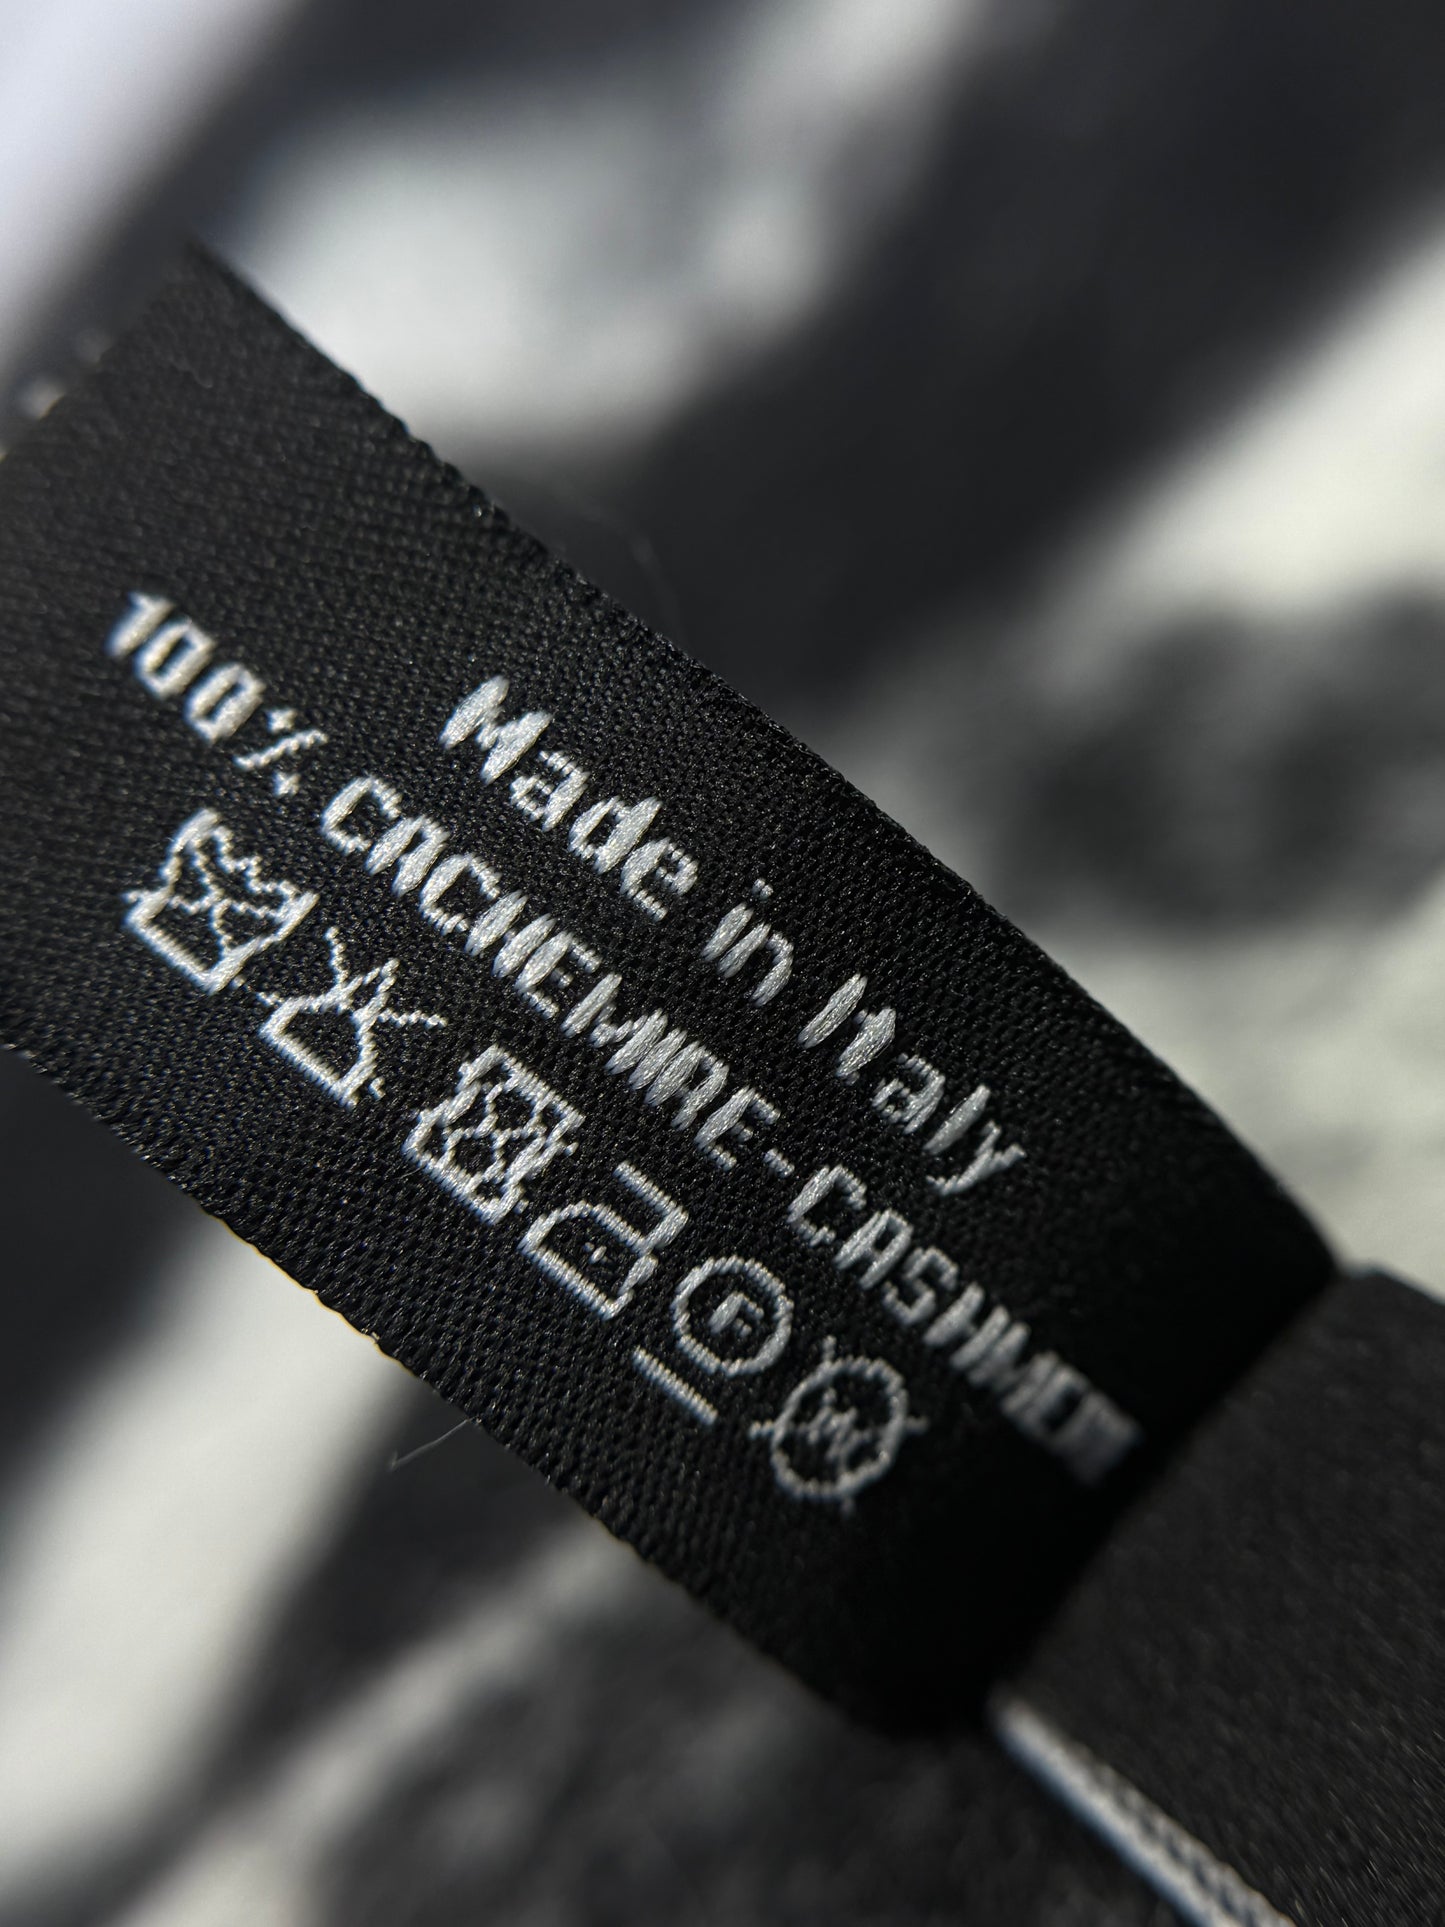 Made in Italy
100% CACHEMIRE-CASHMERE
F
W